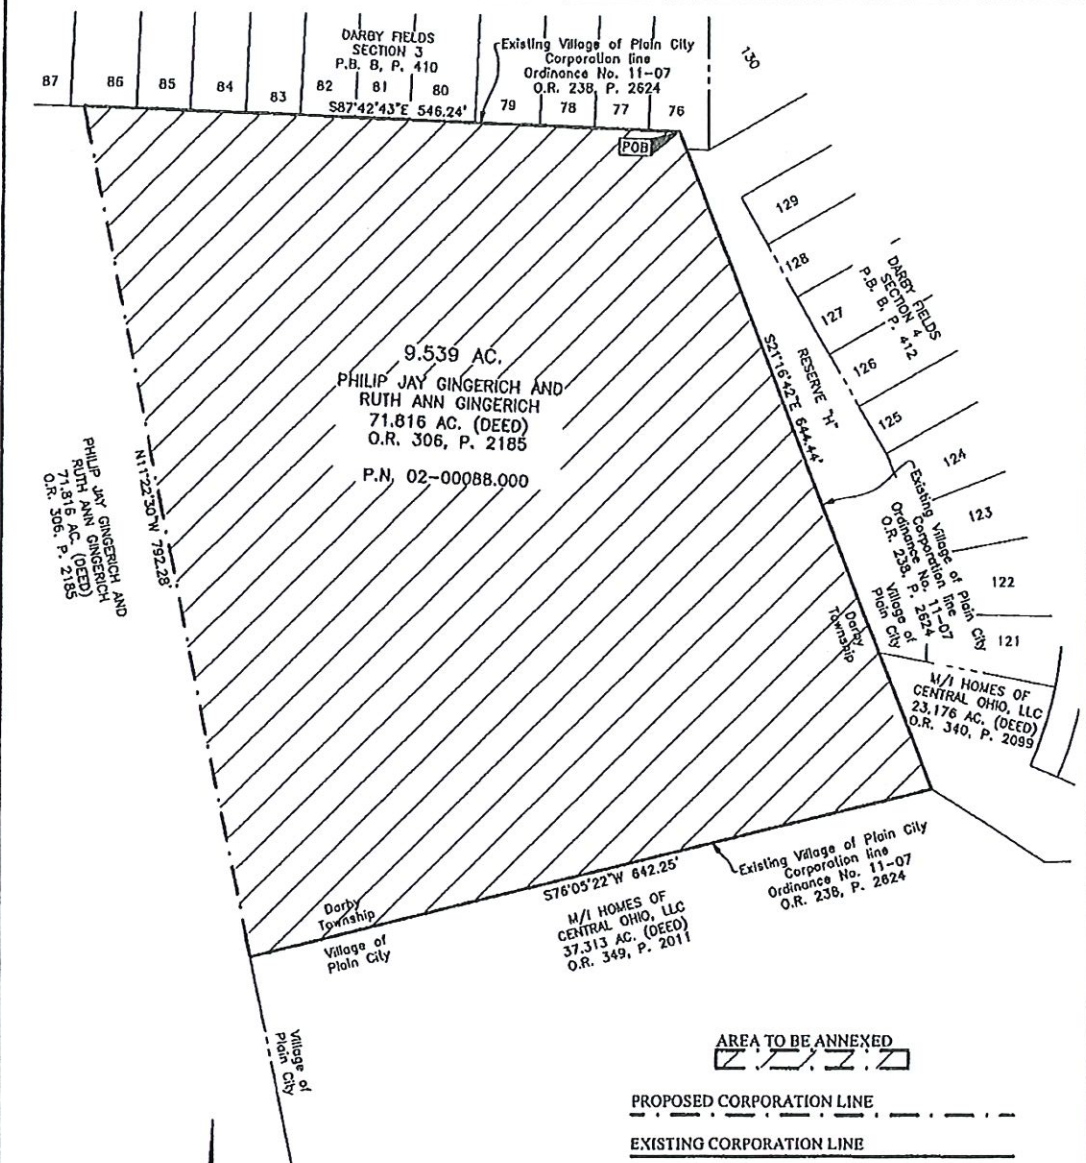 DARBY FIELDS
SECTION 3
P.B. B, P. 410
Existing Village of Plain City
Corporation line
Ordinance No. 11-07
O.R. 238, P. 2624
130
87
86
85
84
83
82
81
80
79
78
77
76
S87°42'43"E 546.24'
POB
129
128
127
126
125
124
123
122
121
DARBY FIELDS
SECTION 4
P.B. B, P. 412
RESERVE "H"
S21°16'42"E 644.44'
9.539 AC.
PHILIP JAY GINGERICH AND
RUTH ANN GINGERICH
71.816 AC. (DEED)
O.R. 306, P. 2185
P.N. 02-00088.000
PHILIP JAY GINGERICH AND
RUTH ANN GINGERICH
71.816 AC. (DEED)
O.R. 306, P. 2185
N11°22'30"W 792.28'
Existing Village of Plain City
Corporation line
Ordinance No. 11-07
O.R. 238, P. 2624
Village of
Plain City
Darby
Township
M/I HOMES OF
CENTRAL OHIO, LLC
23.176 AC. (DEED)
O.R. 340, P. 2099
Existing Village of Plain City
Corporation line
Ordinance No. 11-07
O.R. 238, P. 2624
S76°05'22"W 642.25'
M/I HOMES OF
CENTRAL OHIO, LLC
37.313 AC. (DEED)
O.R. 349, P. 2011
Darby
Township
Village of
Plain City
Village of
Plain City
AREA TO BE ANNEXED
PROPOSED CORPORATION LINE
EXISTING CORPORATION LINE